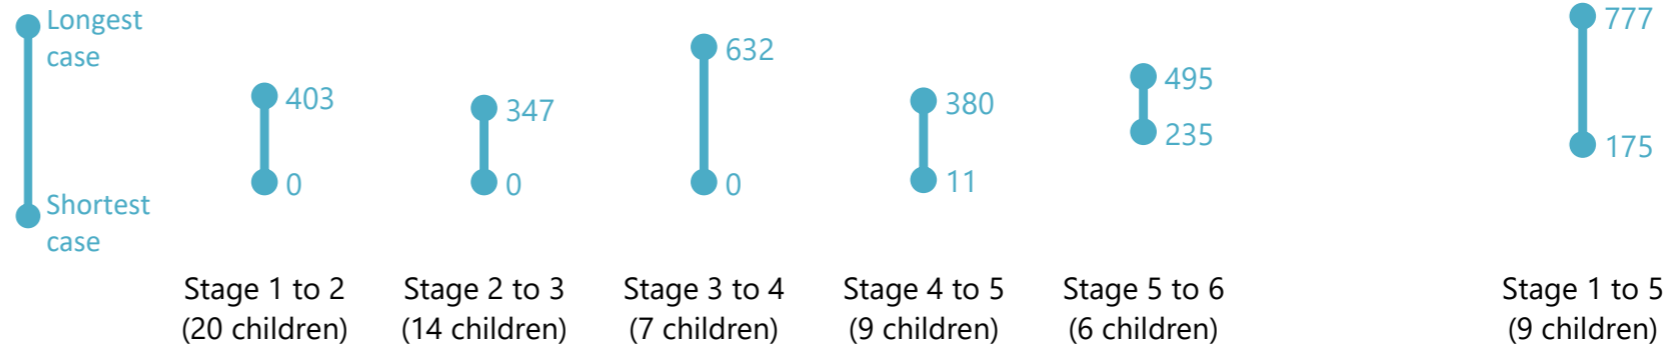 Longest
case
Shortest
case
403
0
Stage 1 to 2
(20 children)
347
0
Stage 2 to 3
(14 children)
632
0
Stage 3 to 4
(7 children)
380
11
Stage 4 to 5
(9 children)
495
235
Stage 5 to 6
(6 children)
777
175
Stage 1 to 5
(9 children)